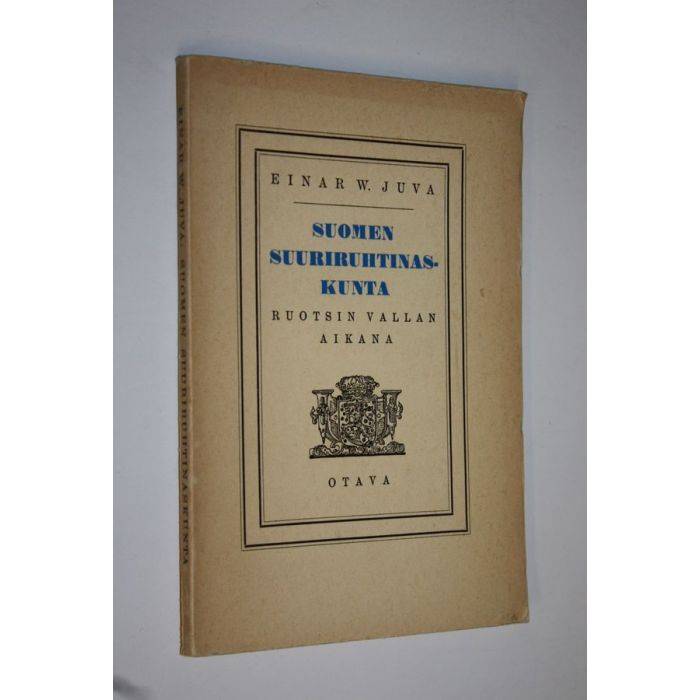 EINAR W. JUVA
SUOMEN
SUURIRUHTINAS-
KUNTA
RUOTSIN VALLAN
AIKANA
OTAVA
EINAR W. JUVA SUOMEN SUURIRUHTINASKUNTA